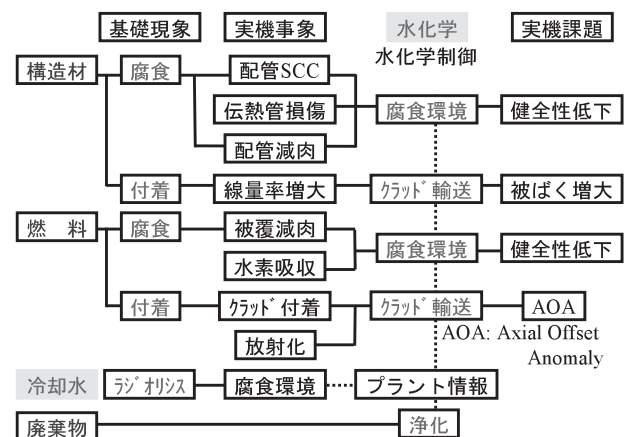 基礎現象 実機事象 水化学 実機課題
水化学制御
構造材 腐食 配管SCC
伝熱管損傷 腐食環境 健全性低下
配管減肉
付着 線量率増大 クラッド輸送 被ばく増大
燃 料 腐食 被覆減肉
腐食環境 健全性低下
水素吸収
付着 クラッド付着 クラッド輸送 AOA
AOA: Axial Offset
Anomaly
放射化
冷却水 ラジオリシス 腐食環境 プラント情報
廃棄物 浄化